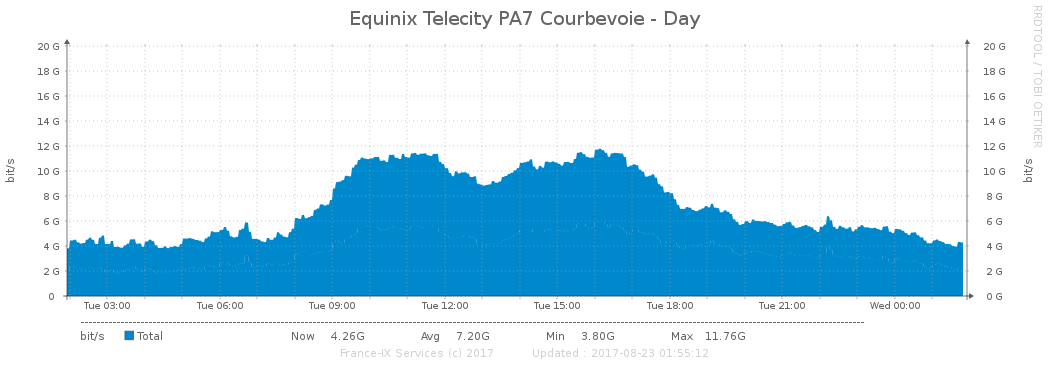 Equinix Telecity PA7 Courbevoie - Day
RRDTOOL / TOBI OETIKER
bit/s
20 G 20 G
18 G 18 G
16 G 16 G
14 G 14 G
12 G 12 G
10 G 10 G
8 G 8 G
6 G 6 G
4 G 4 G
2 G 2 G
0 0 G
bit/s
Tue 03:00 Tue 06:00 Tue 09:00 Tue 12:00 Tue 15:00 Tue 18:00 Tue 21:00 Wed 00:00
bit/s Total Now 4.26G Avg 7.20G Min 3.80G Max 11.76G
France-IX Services (c) 2017 Updated : 2017-08-23 01:55:12